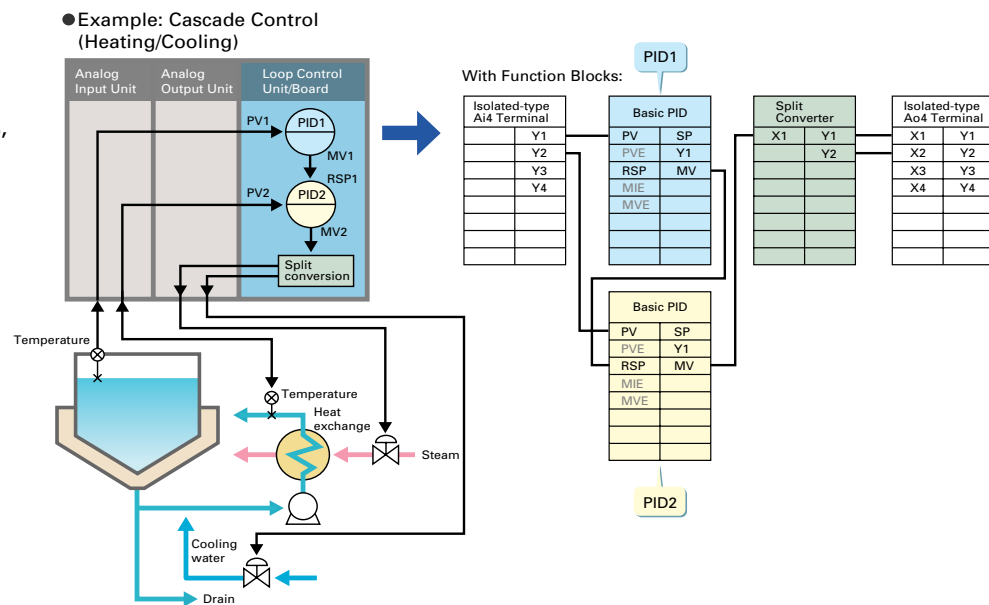 ●Example: Cascade Control
(Heating/Cooling)
,
Analog
Input Unit
Analog
Output Unit
Loop Control
Unit/Board
PV1
PID1
MV1
RSP1
PV2
PID2
MV2
Split
conversion
Temperature
Temperature
Heat
exchange
Steam
Cooling
water
Drain
With Function Blocks:
PID1
Isolated-type
Ai4 Terminal
Y1
Y2
Y3
Y4
Basic PID
PV SP
PVE Y1
RSP MV
MIE
MVE
Split
Converter
X1 Y1
Y2
Isolated-type
Ao4 Terminal
X1 Y1
X2 Y2
X3 Y3
X4 Y4
Basic PID
PV SP
PVE Y1
RSP MV
MIE
MVE
PID2